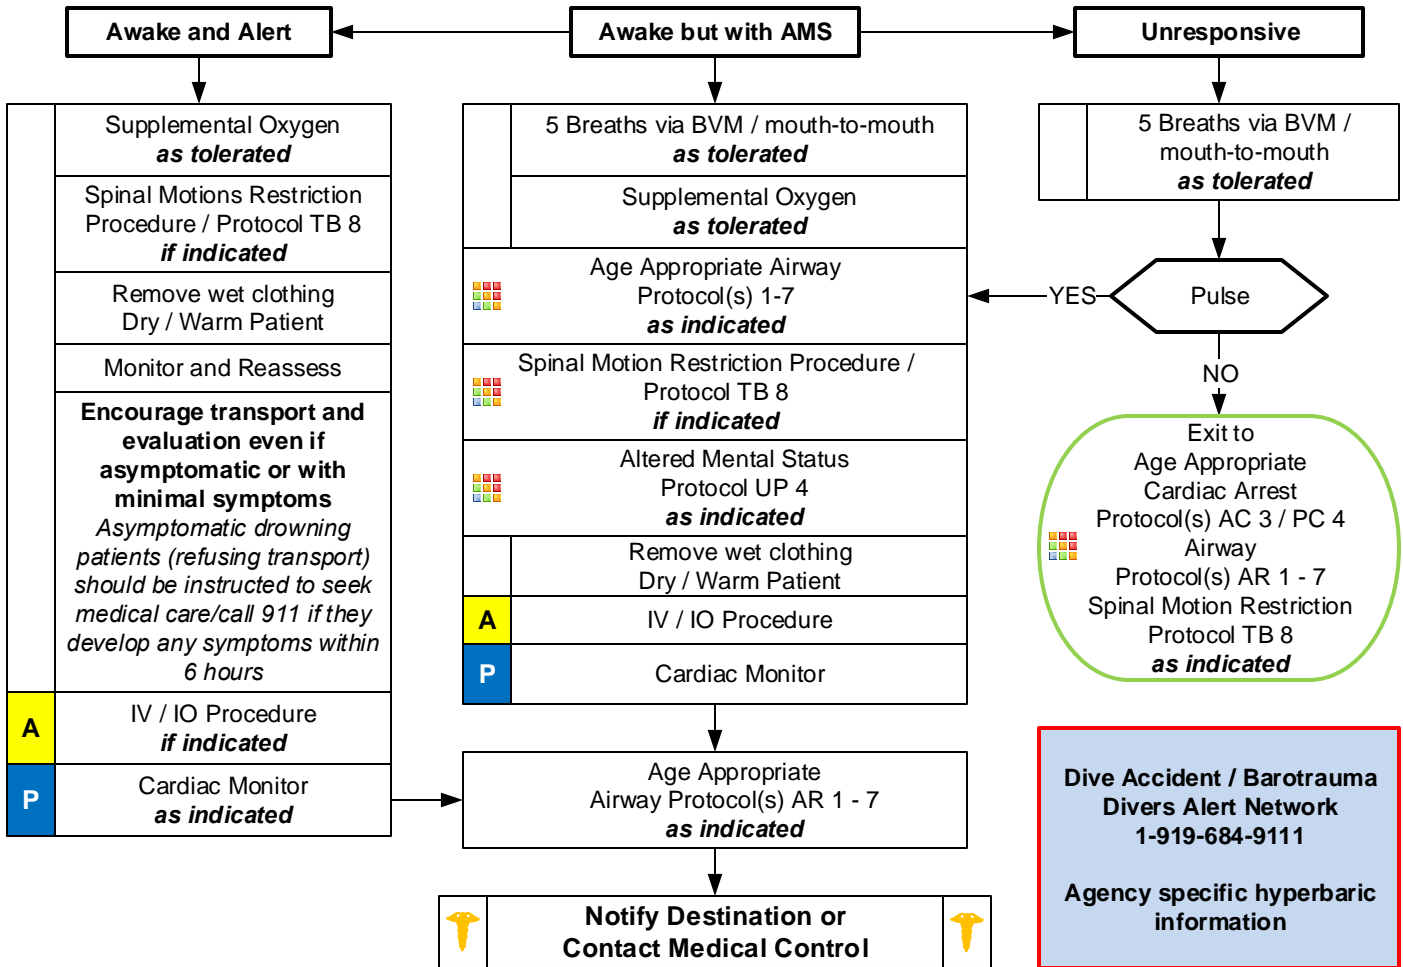 Awake and Alert
Awake but with AMS
Unresponsive
Supplemental Oxygen
as tolerated
Spinal Motions Restriction
Procedure / Protocol TB 8
if indicated
Remove wet clothing
Dry / Warm Patient
Monitor and Reassess
Encourage transport and
evaluation even if
asymptomatic or with
minimal symptoms
Asymptomatic drowning
patients (refusing transport)
should be instructed to seek
medical care/call 911 if they
develop any symptoms within
6 hours
A
IV / IO Procedure
if indicated
P
Cardiac Monitor
as indicated
5 Breaths via BVM / mouth-to-mouth
as tolerated
Supplemental Oxygen
as tolerated
Age Appropriate Airway
Protocol(s) 1-7
as indicated
Spinal Motion Restriction Procedure /
Protocol TB 8
if indicated
Altered Mental Status
Protocol UP 4
as indicated
Remove wet clothing
Dry / Warm Patient
A
IV / IO Procedure
P
Cardiac Monitor
Age Appropriate
Airway Protocol(s) AR 1 - 7
as indicated
Notify Destination or
Contact Medical Control
5 Breaths via BVM /
mouth-to-mouth
as tolerated
Pulse
YES
NO
Exit to
Age Appropriate
Cardiac Arrest
Protocol(s) AC 3 / PC 4
Airway
Protocol(s) AR 1 - 7
Spinal Motion Restriction
Protocol TB 8
as indicated
Dive Accident / Barotrauma
Divers Alert Network
1-919-684-9111
Agency specific hyperbaric
information